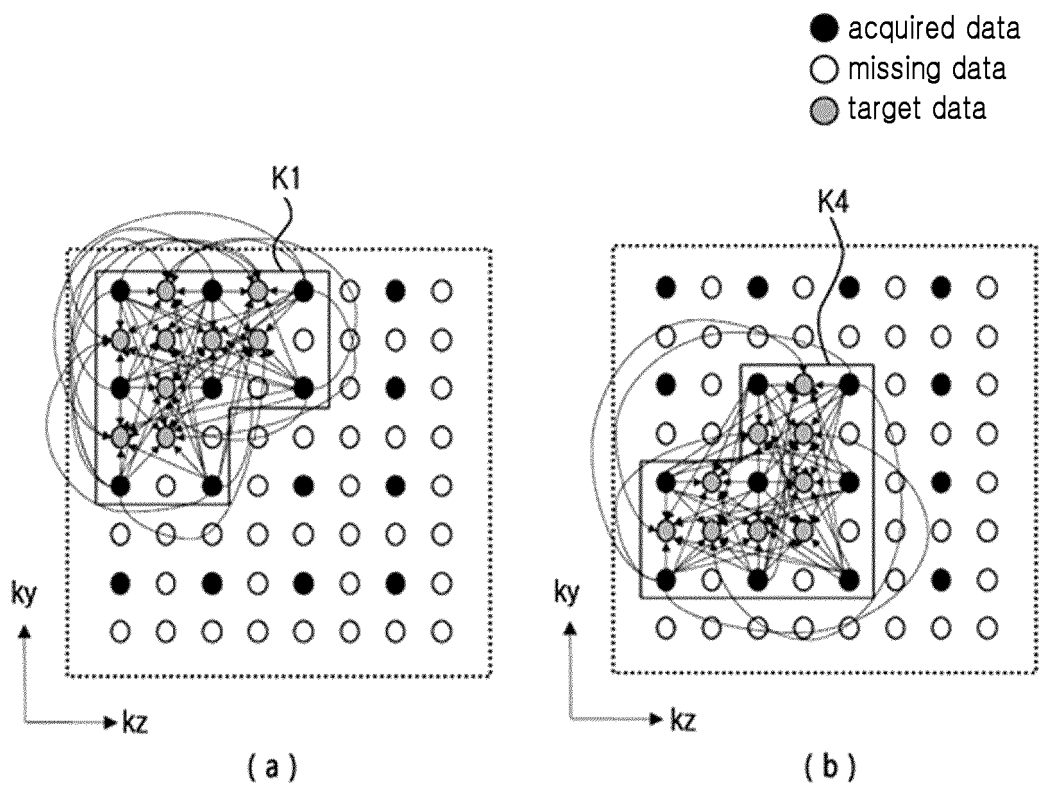 acquired data
missing data
target data
K1
K4
ky
kz
ky
kz
(a)
(b)